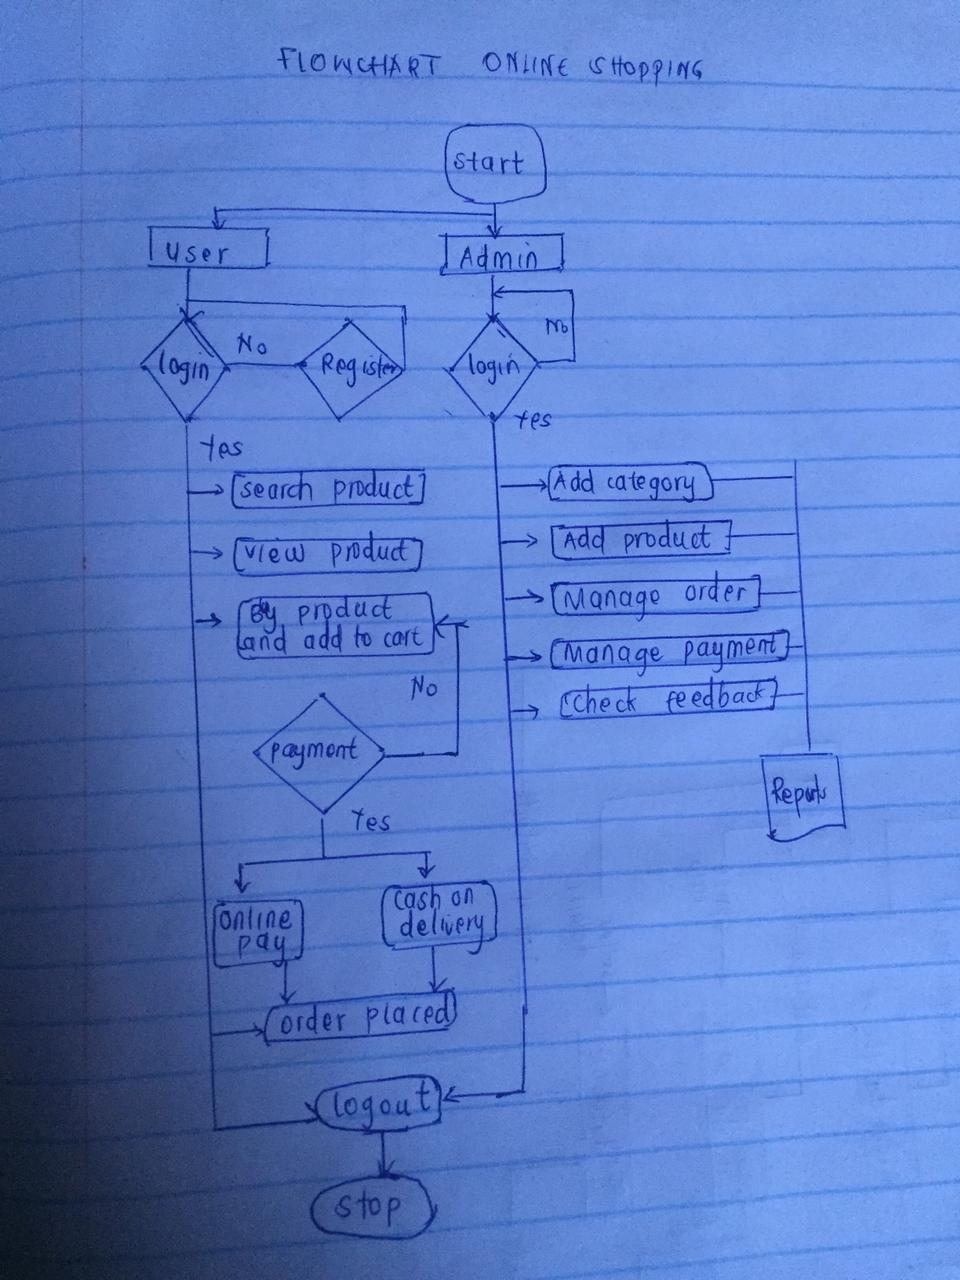 FLOWCHART ONLINE SHOPPING
start
User
Admin
login
No
Register
login
No
Yes
Yes
search product
view product
By product
and add to cart
No
payment
Yes
online
pay
cash on
delivery
order placed
Add category
Add product
Manage order
Manage payment
Check feedback
Reports
logout
stop